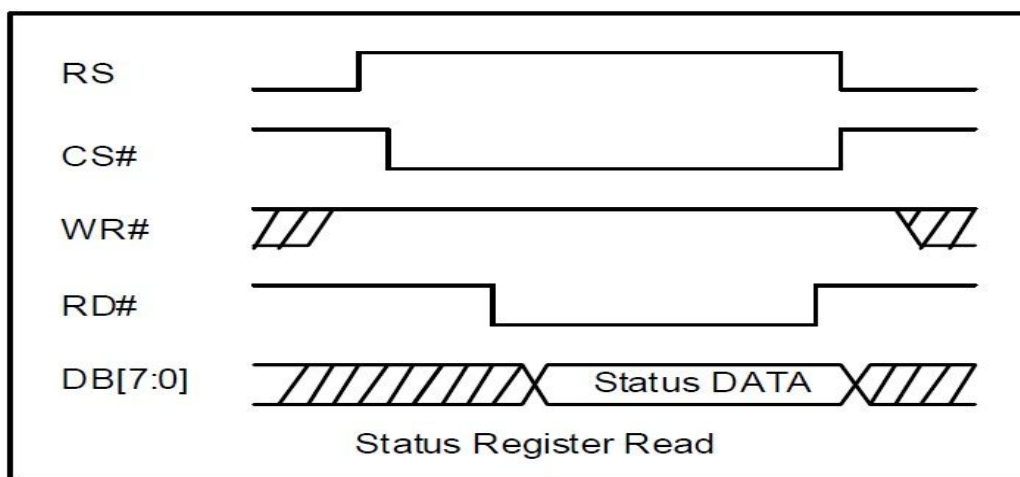 RS
CS#
WR#
RD#
DB[7:0]
Status DATA
Status Register Read